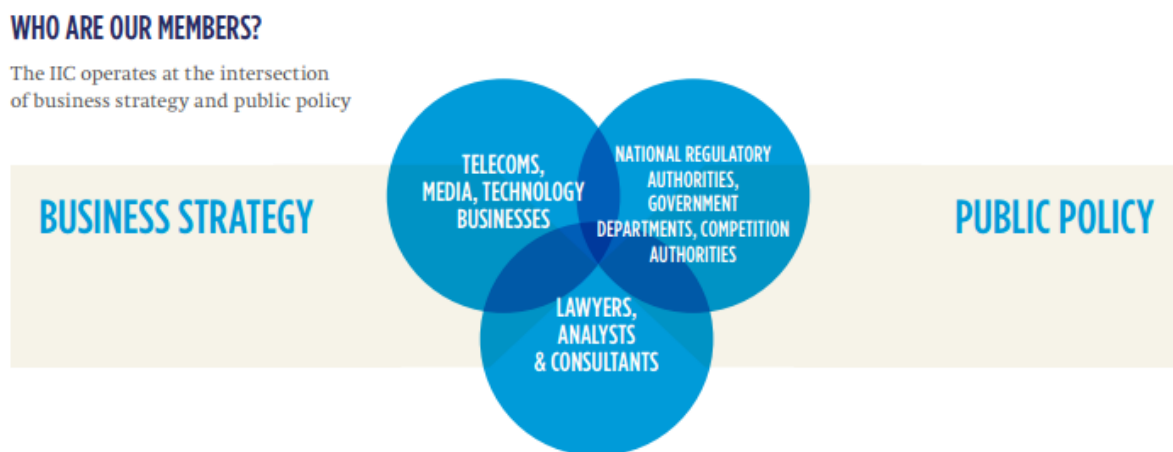 WHO ARE OUR MEMBERS?
The IIC operates at the intersection
of business strategy and public policy
BUSINESS STRATEGY
TELECOMS,
MEDIA, TECHNOLOGY
BUSINESSES
NATIONAL REGULATORY
AUTHORITIES,
GOVERNMENT
DEPARTMENTS, COMPETITION
AUTHORITIES
PUBLIC POLICY
LAWYERS,
ANALYSTS
& CONSULTANTS